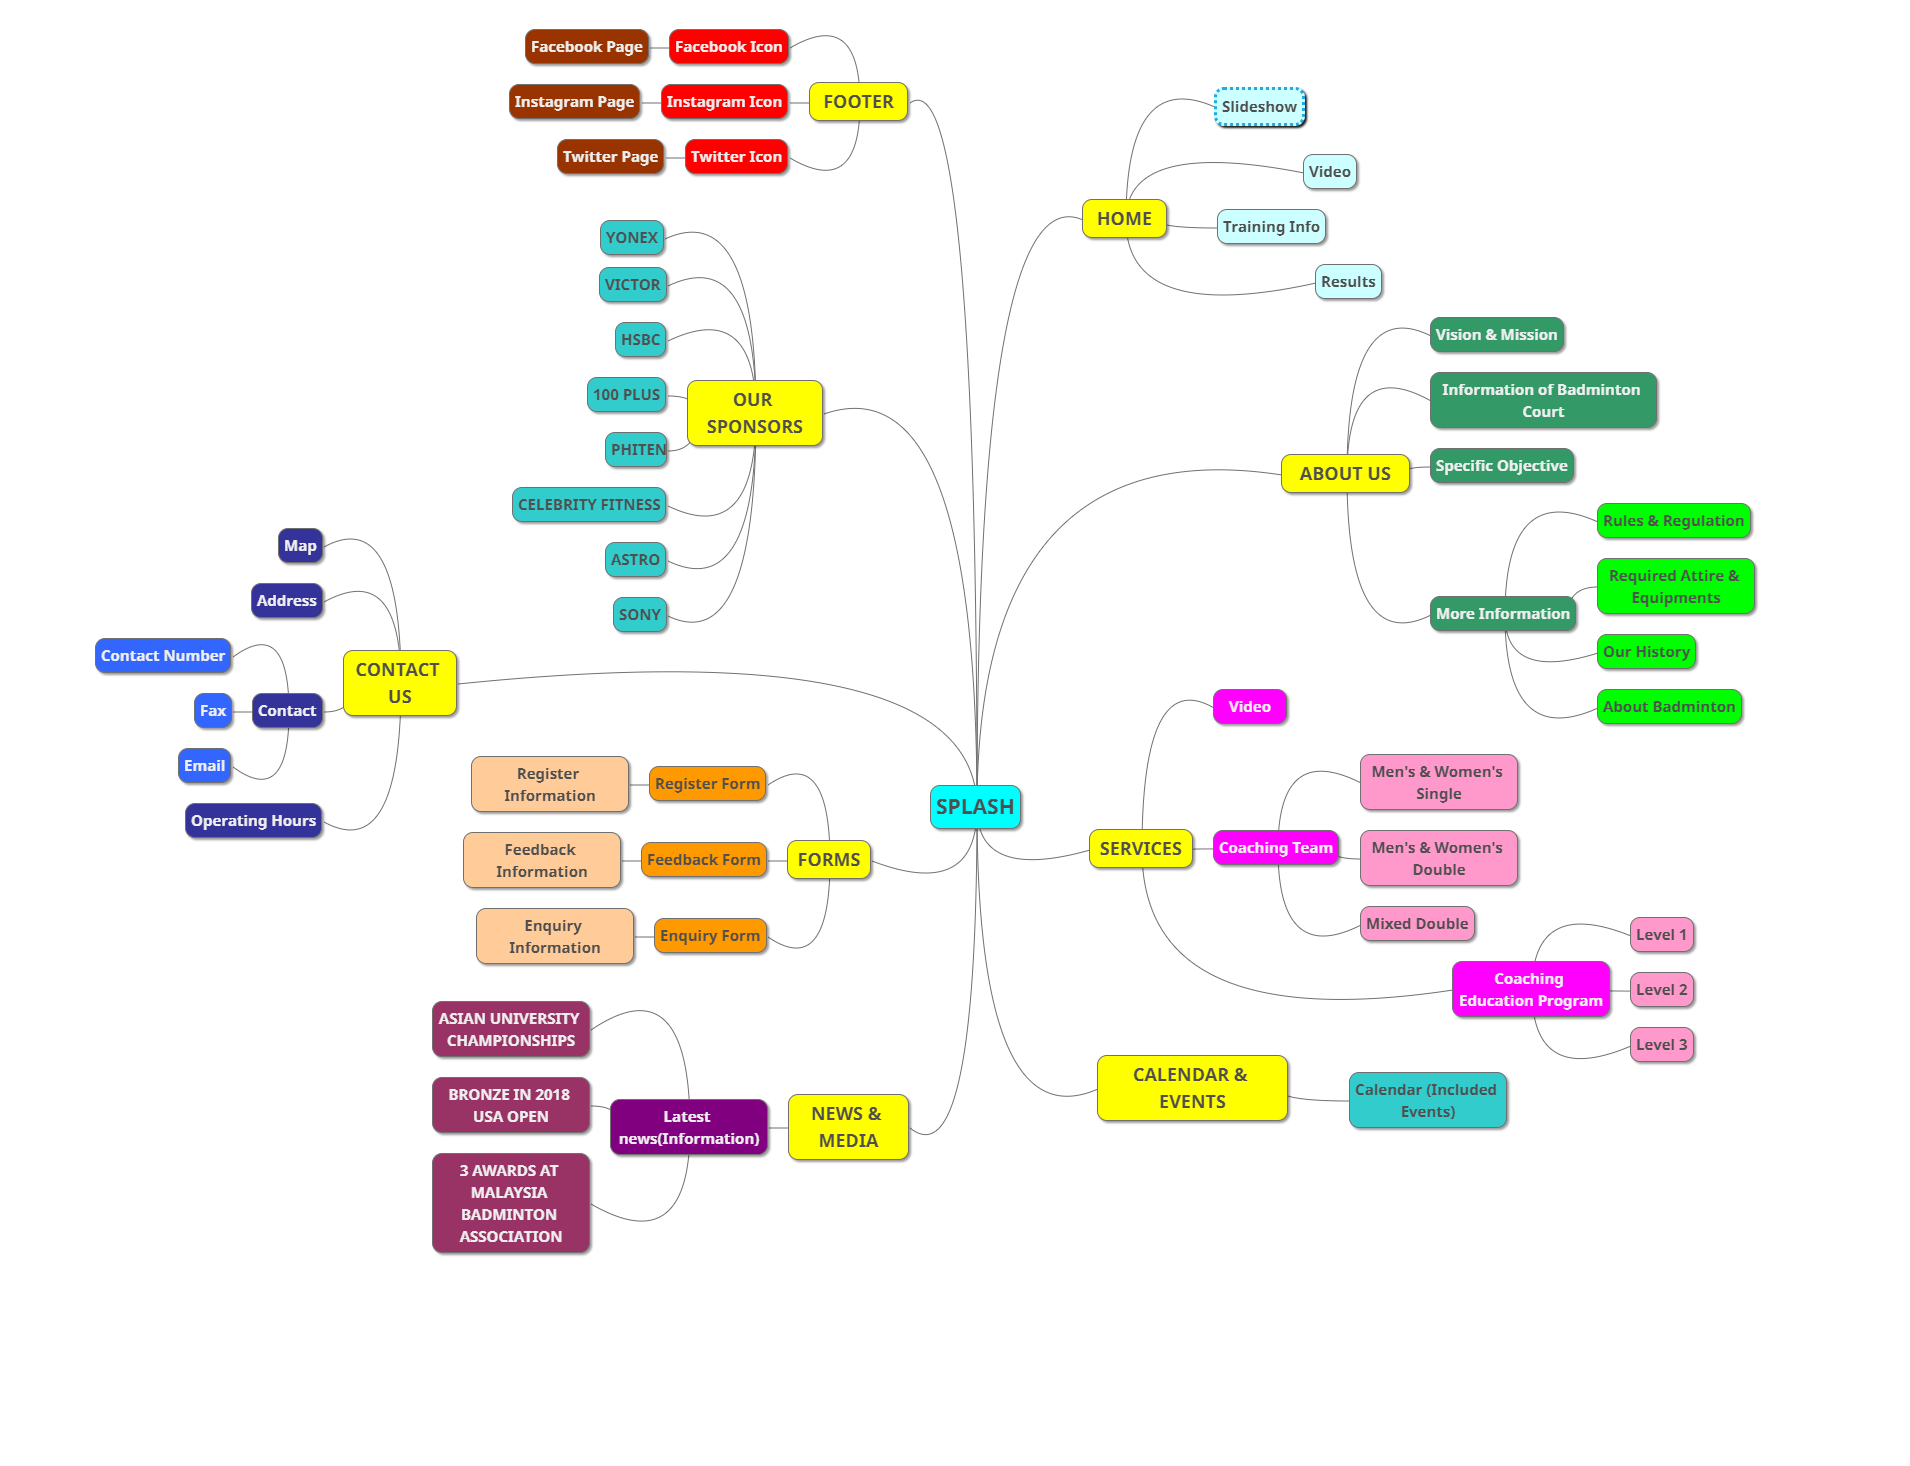 Facebook Page
Facebook Icon
Instagram Page
Instagram Icon
FOOTER
Twitter Page
Twitter Icon
YONEX
VICTOR
HSBC
100 PLUS
PHITEN
CELEBRITY FITNESS
ASTRO
SONY
OUR
SPONSORS
Map
Address
Contact Number
Fax
Email
Contact
Operating Hours
CONTACT
US
Register
Information
Register Form
Feedback
Information
Feedback Form
Enquiry
Information
Enquiry Form
FORMS
ASIAN UNIVERSITY
CHAMPIONSHIPS
BRONZE IN 2018
USA OPEN
3 AWARDS AT
MALAYSIA
BADMINTON
ASSOCIATION
Latest
news(Information)
NEWS &
MEDIA
SPLASH
HOME
Slideshow
Video
Training Info
Results
ABOUT US
Vision & Mission
Information of Badminton
Court
Specific Objective
More Information
Rules & Regulation
Required Attire &
Equipments
Our History
About Badminton
SERVICES
Video
Coaching Team
Men's & Women's
Single
Men's & Women's
Double
Mixed Double
Coaching
Education Program
Level 1
Level 2
Level 3
CALENDAR &
EVENTS
Calendar (Included
Events)